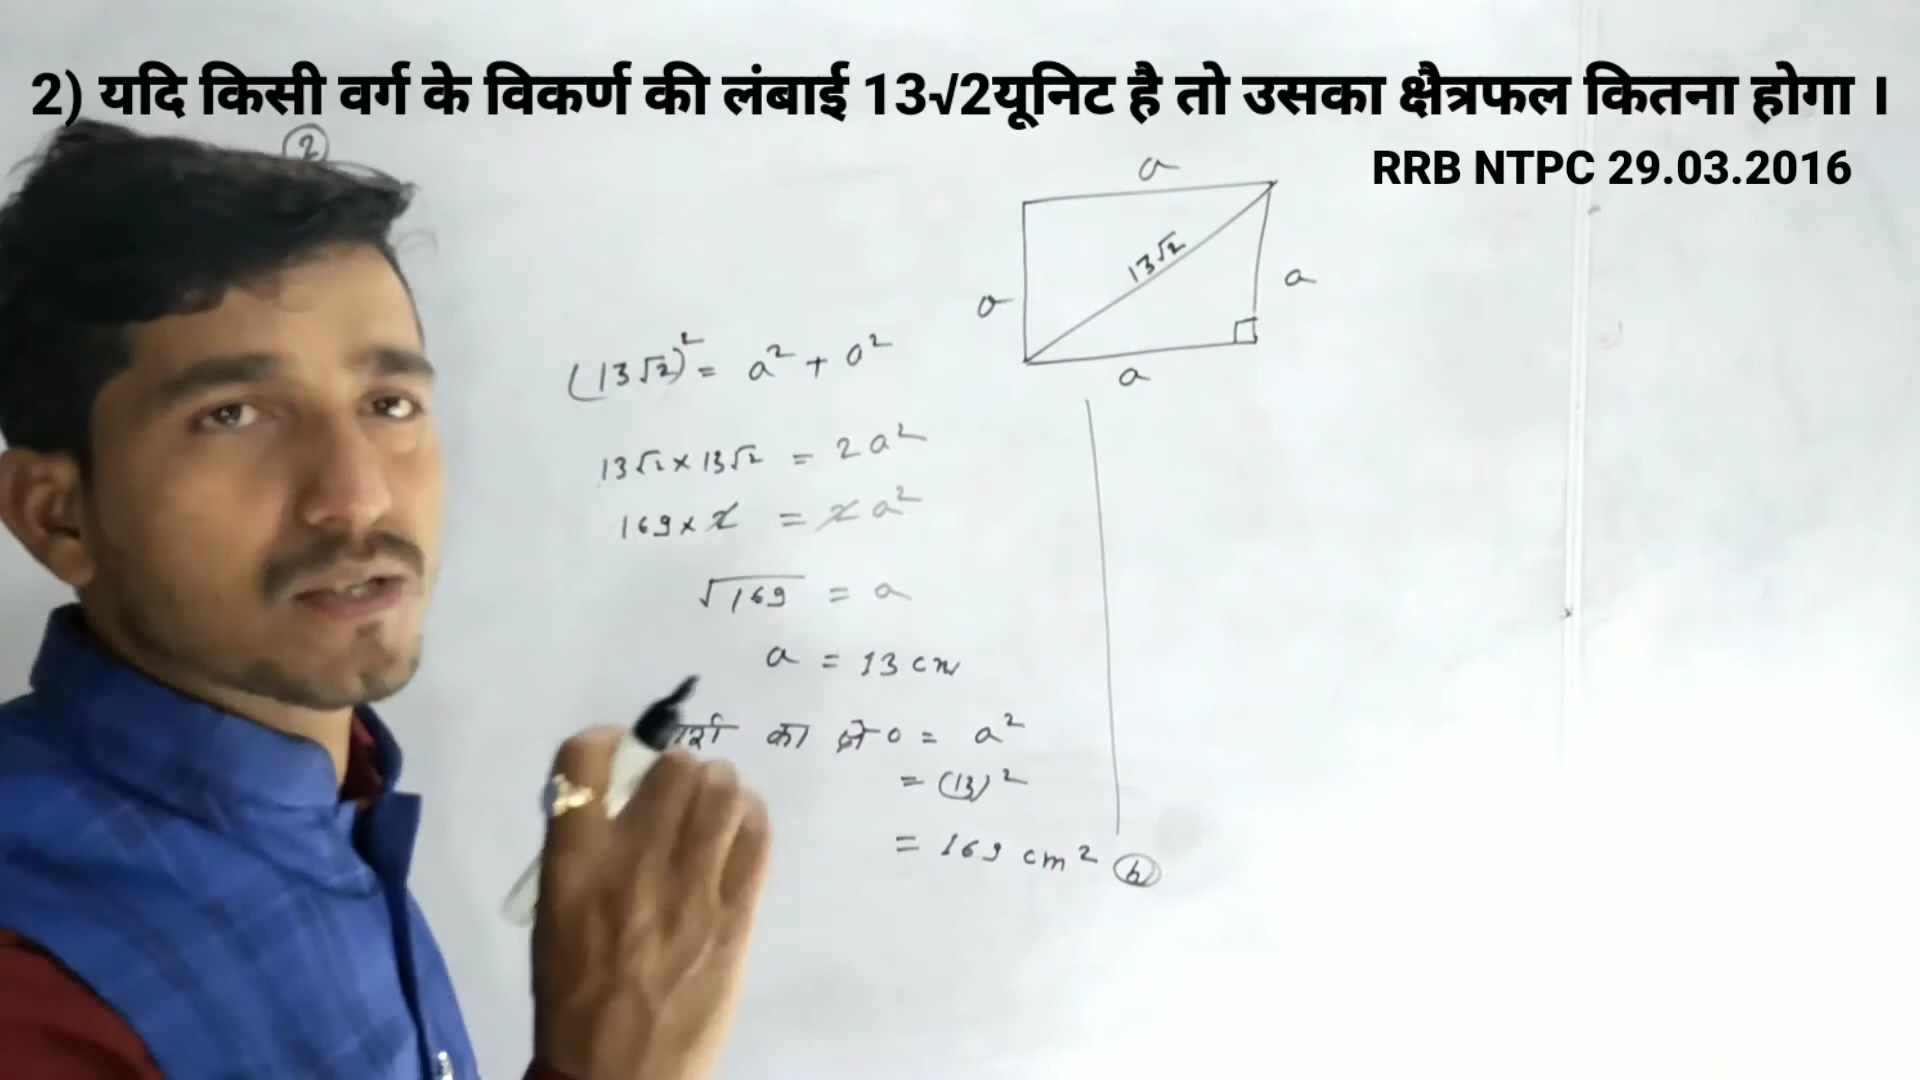 2) यदि किसी वर्ग के विकर्ण की लंबाई 13√2यूनिट है तो उसका क्षैत्रफल कितना होगा ।
RRB NTPC 29.03.2016
2
a
13√2
a
a
a
(13√2)² = a² + a²
13√2 × 13√2 = 2a²
169 × 2 = 2a²
√169 = a
a = 13 cm
का क्षे० = a²
= (13)²
= 169 cm² (b)